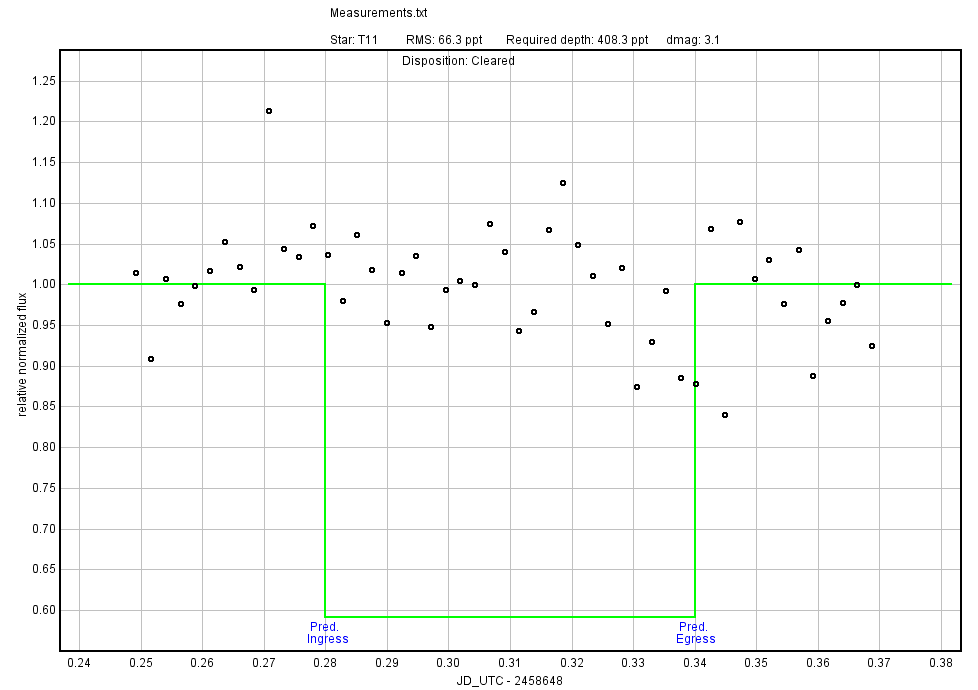 Measurements.txt
Star: T11 RMS: 66.3 ppt Required depth: 408.3 ppt dmag: 3.1
Disposition: Cleared
1.25
1.20
1.15
1.10
1.05
1.00
0.95
0.90
0.85
0.80
0.75
0.70
0.65
0.60
relative normalized flux
Pred.
Ingress
Pred.
Egress
0.24 0.25 0.26 0.27 0.28 0.29 0.30 0.31 0.32 0.33 0.34 0.35 0.36 0.37 0.38
JD_UTC - 2458648